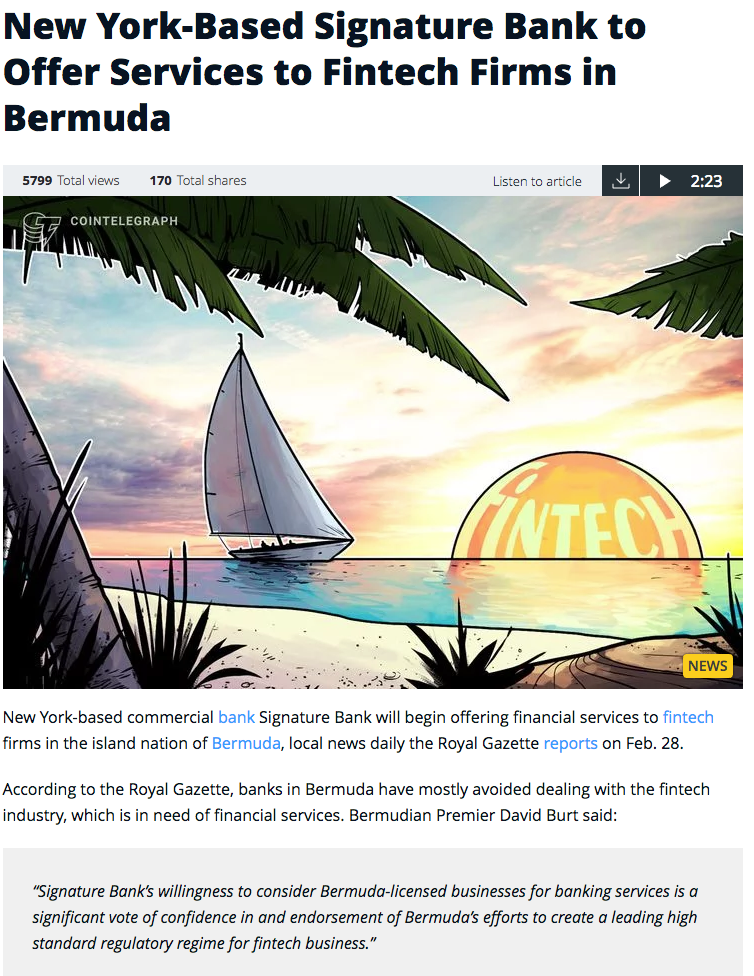 New York-Based Signature Bank to
Offer Services to Fintech Firms in
Bermuda
5799 Total views 170 Total shares Listen to article 2:23
COINTELEGRAPH
FINTECH
NEWS
New York-based commercial bank Signature Bank will begin offering financial services to fintech
firms in the island nation of Bermuda, local news daily the Royal Gazette reports on Feb. 28.
According to the Royal Gazette, banks in Bermuda have mostly avoided dealing with the fintech
industry, which is in need of financial services. Bermudian Premier David Burt said:
“Signature Bank’s willingness to consider Bermuda-licensed businesses for banking services is a
significant vote of confidence in and endorsement of Bermuda’s efforts to create a leading high
standard regulatory regime for fintech business.”